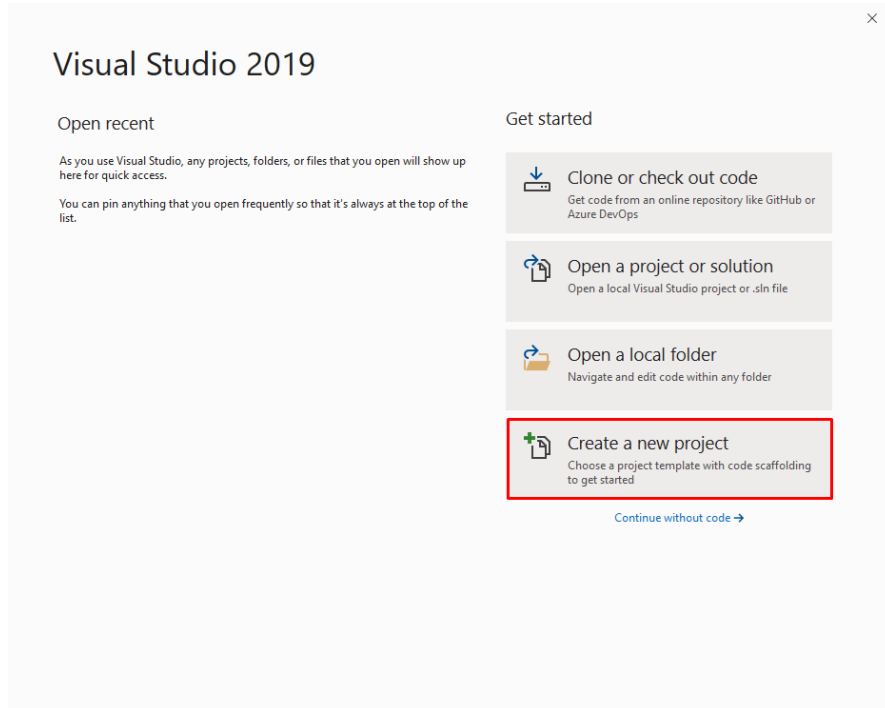 Visual Studio 2019
Open recent
As you use Visual Studio, any projects, folders, or files that you open will show up
here for quick access.
You can pin anything that you open frequently so that it's always at the top of the
list.
Get started
Clone or check out code
Get code from an online repository like GitHub or
Azure DevOps
Open a project or solution
Open a local Visual Studio project or .sln file
Open a local folder
Navigate and edit code within any folder
Create a new project
Choose a project template with code scaffolding
to get started
Continue without code →